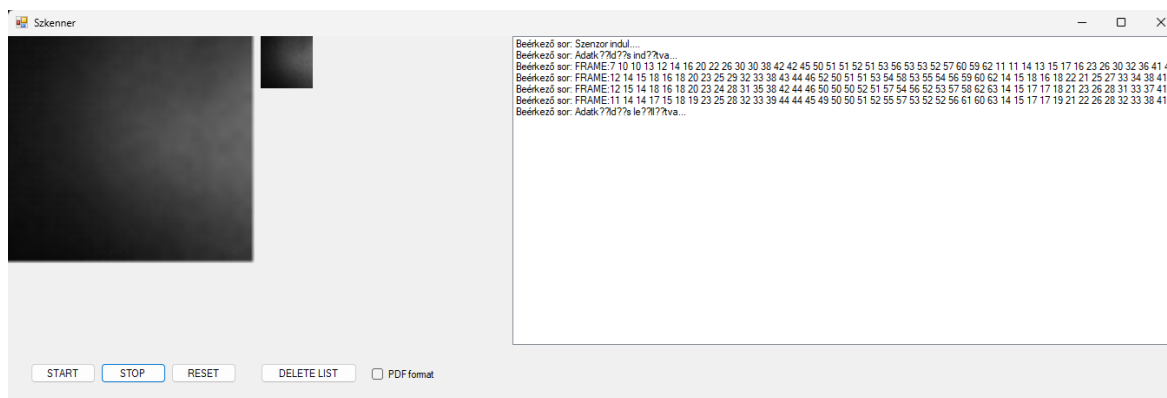 Szkenner
Beérkező sor: Szenzor indul....
Beérkező sor: Adatk??ld??s ind??tva...
Beérkező sor: FRAME:7 10 10 13 12 14 16 20 22 26 30 30 38 42 42 45 50 51 51 52 51 53 56 53 53 52 57 60 59 62 11 11 14 13 15 17 16 23 26 30 32 36 41
Beérkező sor: FRAME:12 14 15 18 16 18 20 23 25 29 32 33 38 43 44 46 52 50 51 51 53 54 58 53 55 54 56 59 60 62 14 15 18 16 18 22 21 25 27 33 34 38 41
Beérkező sor: FRAME:12 15 14 18 16 18 20 23 24 28 31 35 38 42 44 46 50 50 50 52 51 57 54 56 52 53 57 58 62 63 14 15 17 17 18 21 23 26 28 31 33 37 41
Beérkező sor: FRAME:11 14 14 17 15 18 19 23 25 28 32 33 39 44 44 45 49 50 50 51 52 55 57 53 52 52 56 61 60 63 14 15 17 17 19 21 22 26 28 32 33 38 41
Beérkező sor: Adatk??ld??s le??ll??tva...
START STOP RESET DELETE LIST PDF format